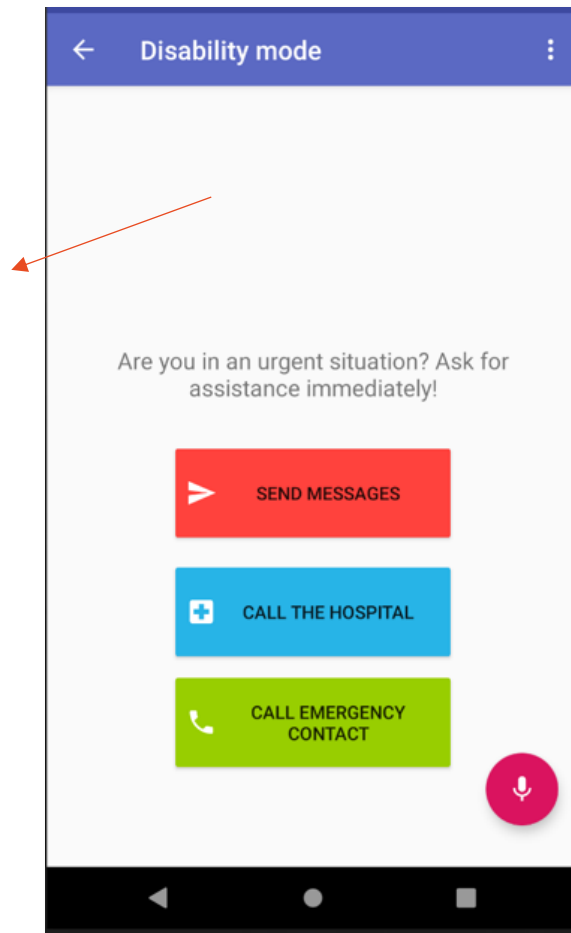 Disability mode
Are you in an urgent situation? Ask for
assistance immediately!
SEND MESSAGES
CALL THE HOSPITAL
CALL EMERGENCY
CONTACT